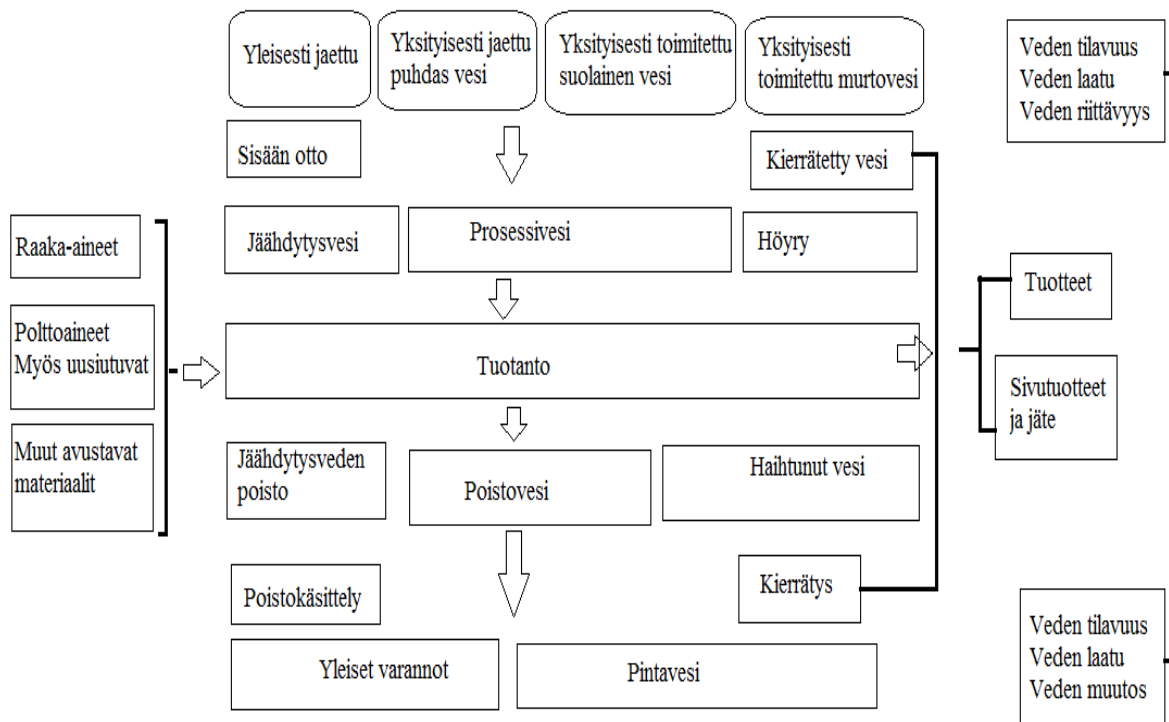 Yleisesti jaettu
Yksityisesti jaettu
puhdas vesi
Yksityisesti toimitettu
suolainen vesi
Yksityisesti
toimitettu murtovesi
Veden tilavuus
Veden laatu
Veden riittävyys
Sisään otto
Kierrätetty vesi
Raaka-aineet
Jäähdytysvesi
Prosessivesi
Höyry
Tuotteet
Polttoaineet
Myös uusiutuvat
Tuotanto
Sivutuotteet
ja jäte
Muut avustavat
materiaalit
Jäähdytysveden
poisto
Poistovesi
Haihtunut vesi
Poistokäsittely
Kierrätys
Veden tilavuus
Veden laatu
Veden muutos
Yleiset varannot
Pintavesi